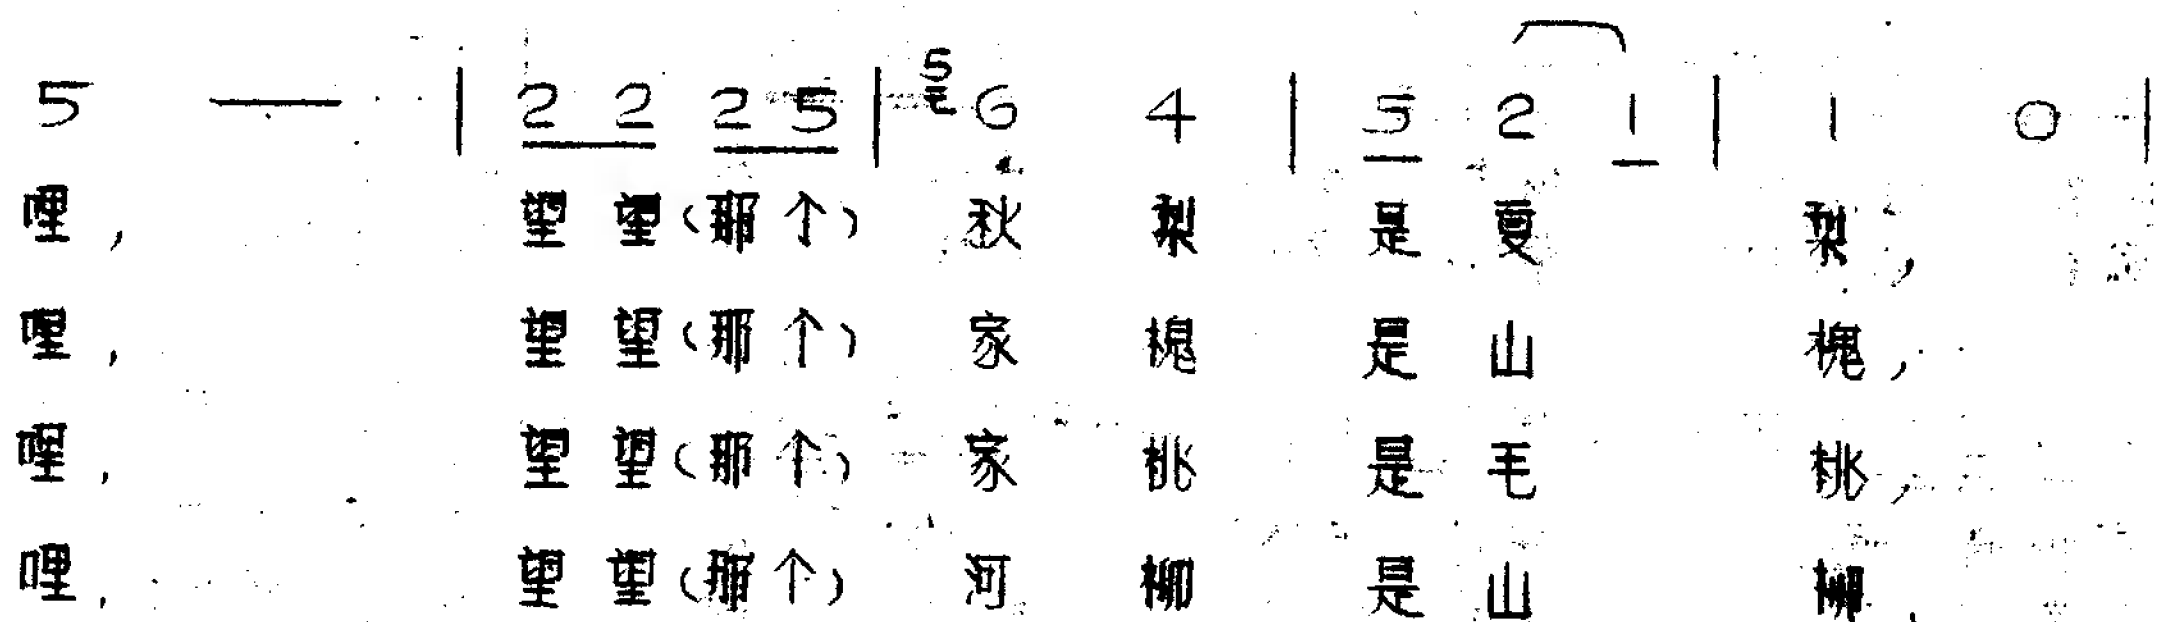 5 — | 2 2 2 5 | 5 6 4 | 5 2 1 | 1 0 |
哩, 望望(那个)秋梨是夏梨,
哩, 望望(那个)家槐是山槐,
哩, 望望(那个)家桃是毛桃,
哩, 望望(那个)河柳是山柳,